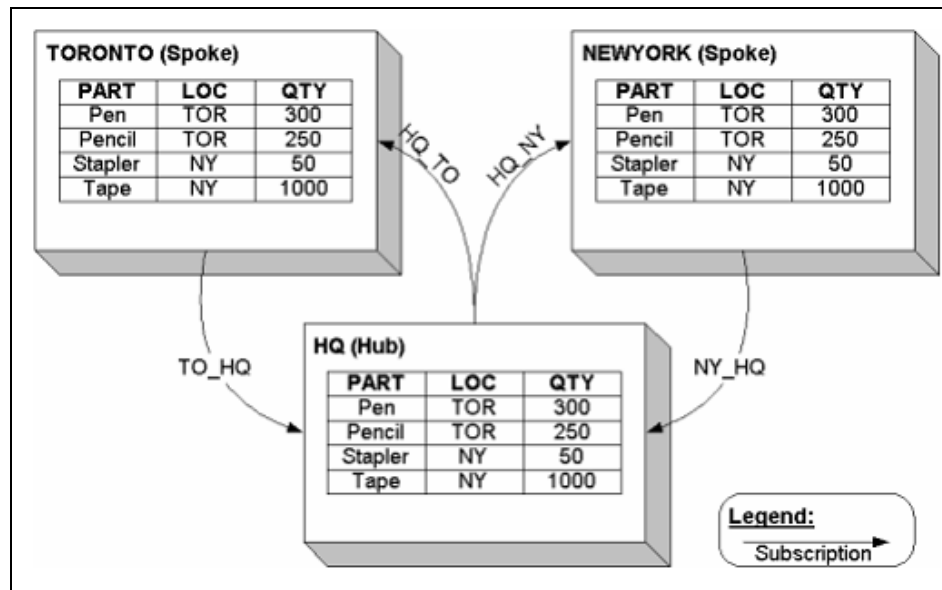 TORONTO (Spoke)
PART LOC QTY
Pen TOR 300
Pencil TOR 250
Stapler NY 50
Tape NY 1000
NEWYORK (Spoke)
PART LOC QTY
Pen TOR 300
Pencil TOR 250
Stapler NY 50
Tape NY 1000
HQ_TO
HQ_NY
TO_HQ
NY_HQ
HQ (Hub)
PART LOC QTY
Pen TOR 300
Pencil TOR 250
Stapler NY 50
Tape NY 1000
Legend:
Subscription